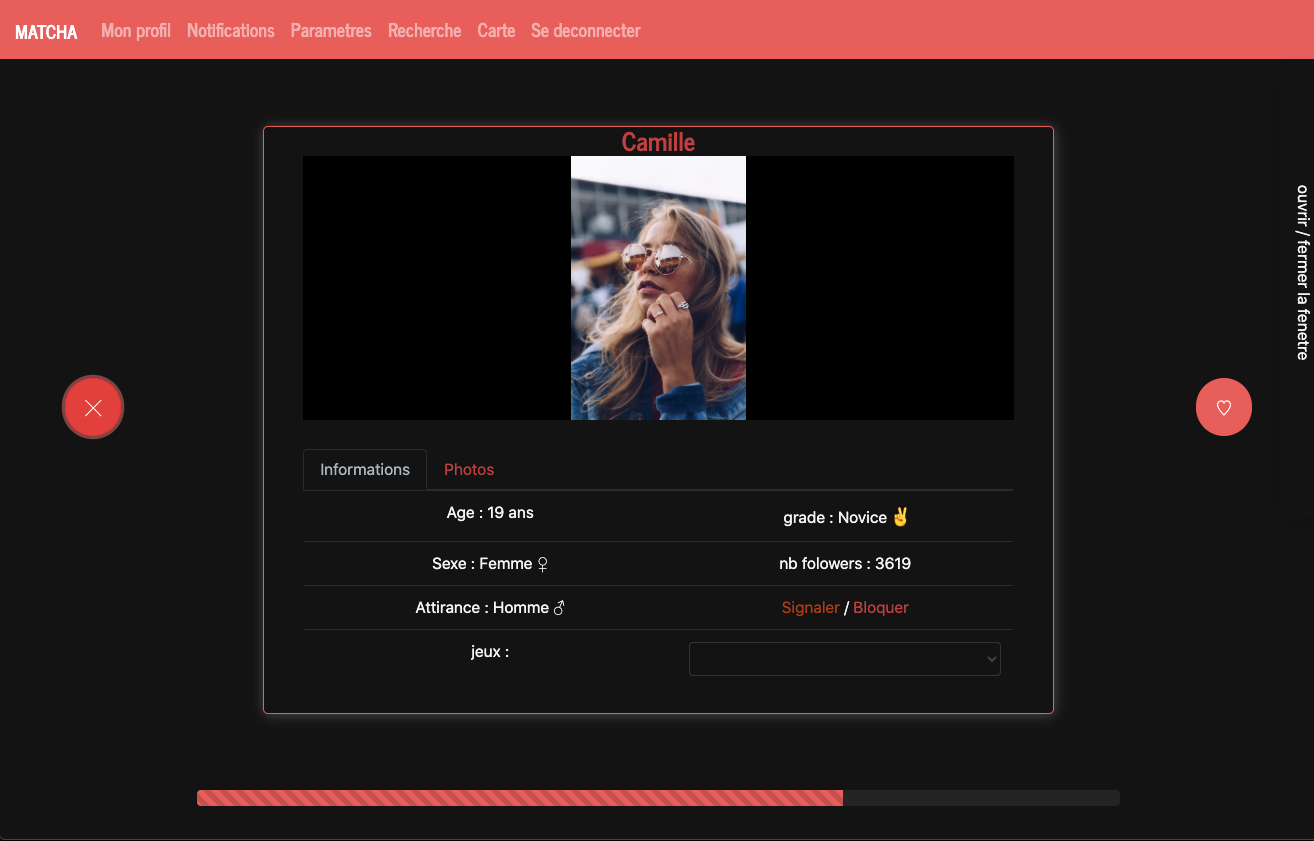 MATCHA Mon profil Notifications Parametres Recherche Carte Se deconnecter
ouvrir / fermer la fenetre
Camille
Informations Photos
Age : 19 ans grade : Novice ✌️
Sexe : Femme ♀ nb folowers : 3619
Attirance : Homme ♂ Signaler / Bloquer
jeux :